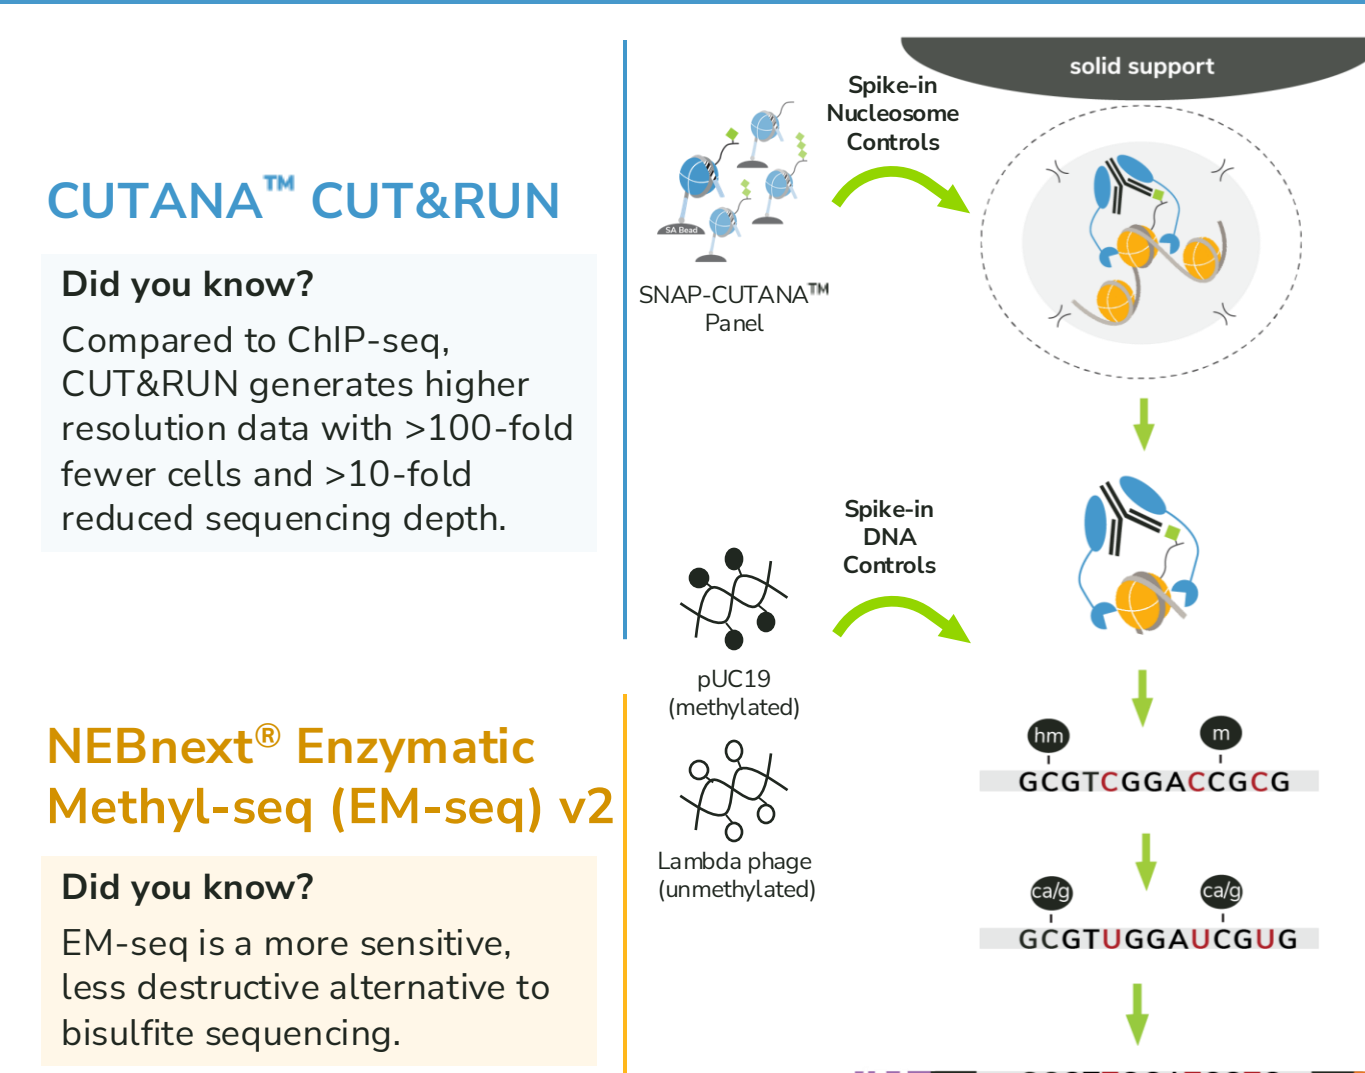 CUTANA™ CUT&RUN
Did you know?
Compared to ChIP-seq,
CUT&RUN generates higher
resolution data with >100-fold
fewer cells and >10-fold
reduced sequencing depth.
NEBnext® Enzymatic
Methyl-seq (EM-seq) v2
Did you know?
EM-seq is a more sensitive,
less destructive alternative to
bisulfite sequencing.
solid support
Spike-in
Nucleosome
Controls
SA Bead
SNAP-CUTANA™
Panel
Spike-in
DNA
Controls
pUC19
(methylated)
Lambda phage
(unmethylated)
hm
m
GCGTCGGACCGCG
ca/g
ca/g
GCGTUGGAUCGUG